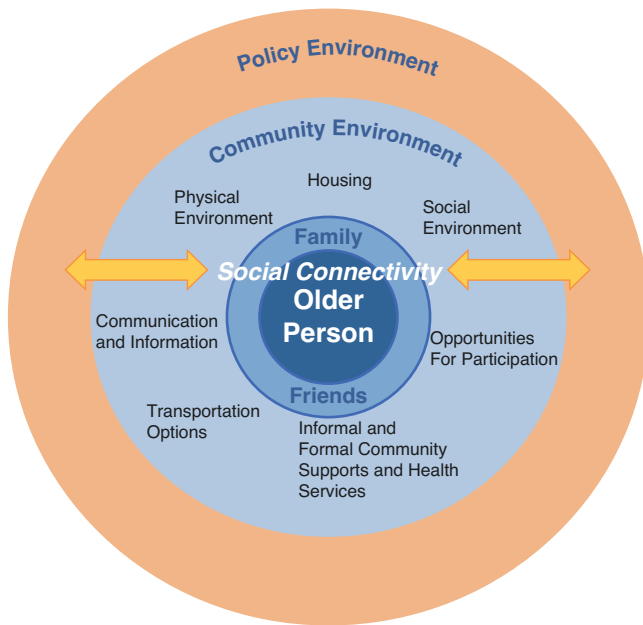 Policy Environment
Community Environment
Housing
Physical
Environment
Social
Environment
Family
Social Connectivity
Older
Person
Communication
and Information
Opportunities
For Participation
Friends
Transportation
Options
Informal and
Formal Community
Supports and Health
Services